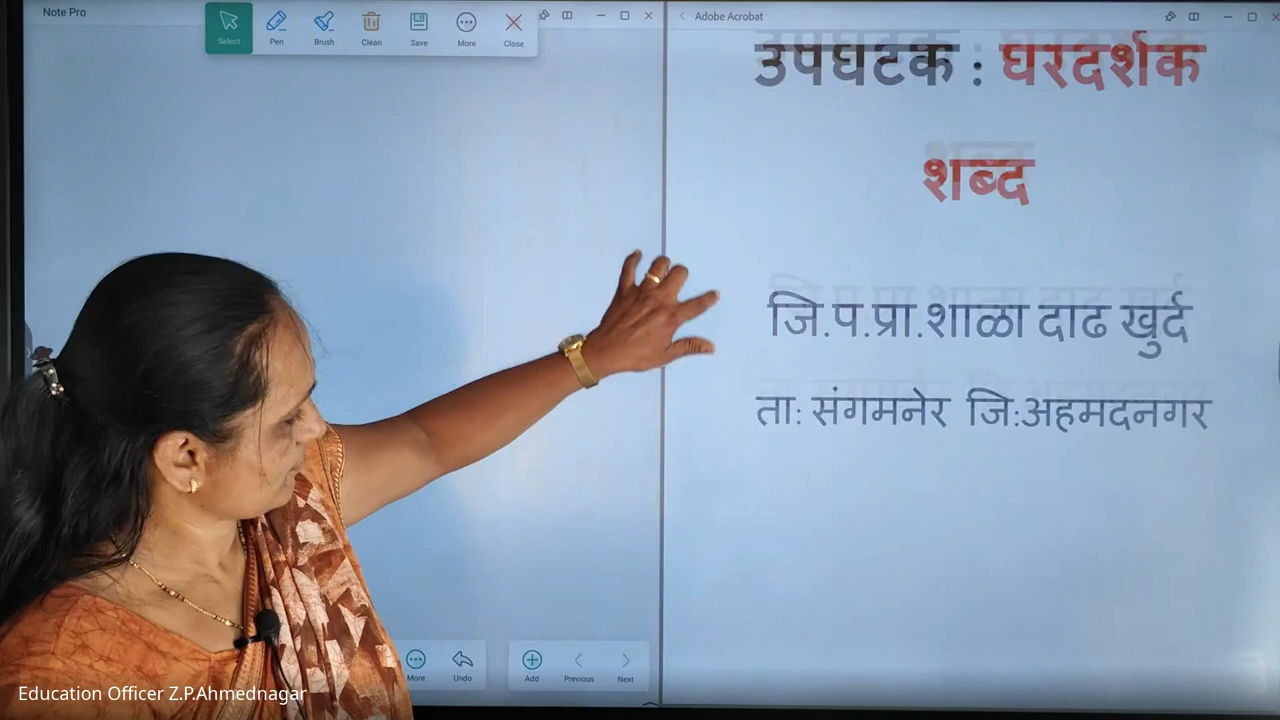 Note Pro
Select Pen Brush Clean Save More Close
Adobe Acrobat
उपघटक : घरदर्शक
शब्द
जि.प.प्रा.शाळा दाढ खुर्द
ता: संगमनेर जि:अहमदनगर
More Undo Add Previous Next
Education Officer Z.P.Ahmednagar